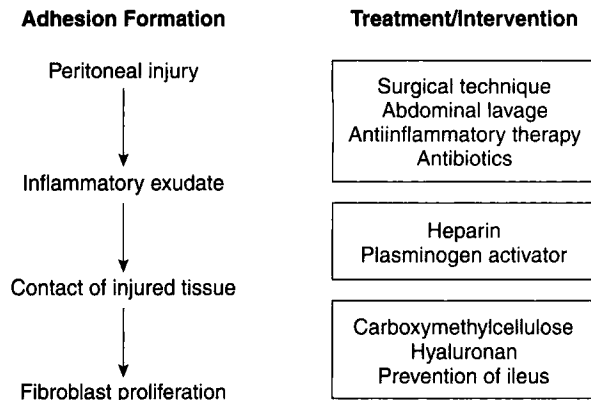 Adhesion Formation
Peritoneal injury
Inflammatory exudate
Contact of injured tissue
Fibroblast proliferation
Treatment/Intervention
Surgical technique
Abdominal lavage
Antiinflammatory therapy
Antibiotics
Heparin
Plasminogen activator
Carboxymethylcellulose
Hyaluronan
Prevention of ileus